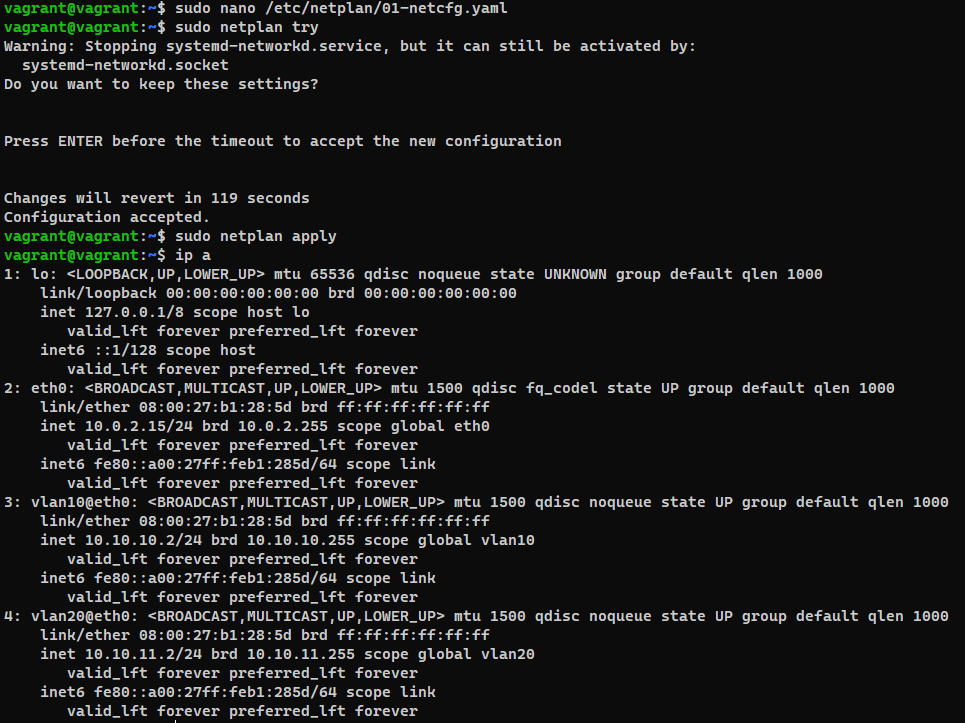 vagrant@vagrant:~$ sudo nano /etc/netplan/01-netcfg.yaml
vagrant@vagrant:~$ sudo netplan try
Warning: Stopping systemd-networkd.service, but it can still be activated by:
  systemd-networkd.socket
Do you want to keep these settings?
Press ENTER before the timeout to accept the new configuration
Changes will revert in 119 seconds
Configuration accepted.
vagrant@vagrant:~$ sudo netplan apply
vagrant@vagrant:~$ ip a
1: lo: <LOOPBACK,UP,LOWER_UP> mtu 65536 qdisc noqueue state UNKNOWN group default qlen 1000
    link/loopback 00:00:00:00:00:00 brd 00:00:00:00:00:00
    inet 127.0.0.1/8 scope host lo
       valid_lft forever preferred_lft forever
    inet6 ::1/128 scope host
       valid_lft forever preferred_lft forever
2: eth0: <BROADCAST,MULTICAST,UP,LOWER_UP> mtu 1500 qdisc fq_codel state UP group default qlen 1000
    link/ether 08:00:27:b1:28:5d brd ff:ff:ff:ff:ff:ff
    inet 10.0.2.15/24 brd 10.0.2.255 scope global eth0
       valid_lft forever preferred_lft forever
    inet6 fe80::a00:27ff:feb1:285d/64 scope link
       valid_lft forever preferred_lft forever
3: vlan10@eth0: <BROADCAST,MULTICAST,UP,LOWER_UP> mtu 1500 qdisc noqueue state UP group default qlen 1000
    link/ether 08:00:27:b1:28:5d brd ff:ff:ff:ff:ff:ff
    inet 10.10.10.2/24 brd 10.10.10.255 scope global vlan10
       valid_lft forever preferred_lft forever
    inet6 fe80::a00:27ff:feb1:285d/64 scope link
       valid_lft forever preferred_lft forever
4: vlan20@eth0: <BROADCAST,MULTICAST,UP,LOWER_UP> mtu 1500 qdisc noqueue state UP group default qlen 1000
    link/ether 08:00:27:b1:28:5d brd ff:ff:ff:ff:ff:ff
    inet 10.10.11.2/24 brd 10.10.11.255 scope global vlan20
       valid_lft forever preferred_lft forever
    inet6 fe80::a00:27ff:feb1:285d/64 scope link
       valid_lft forever preferred_lft forever